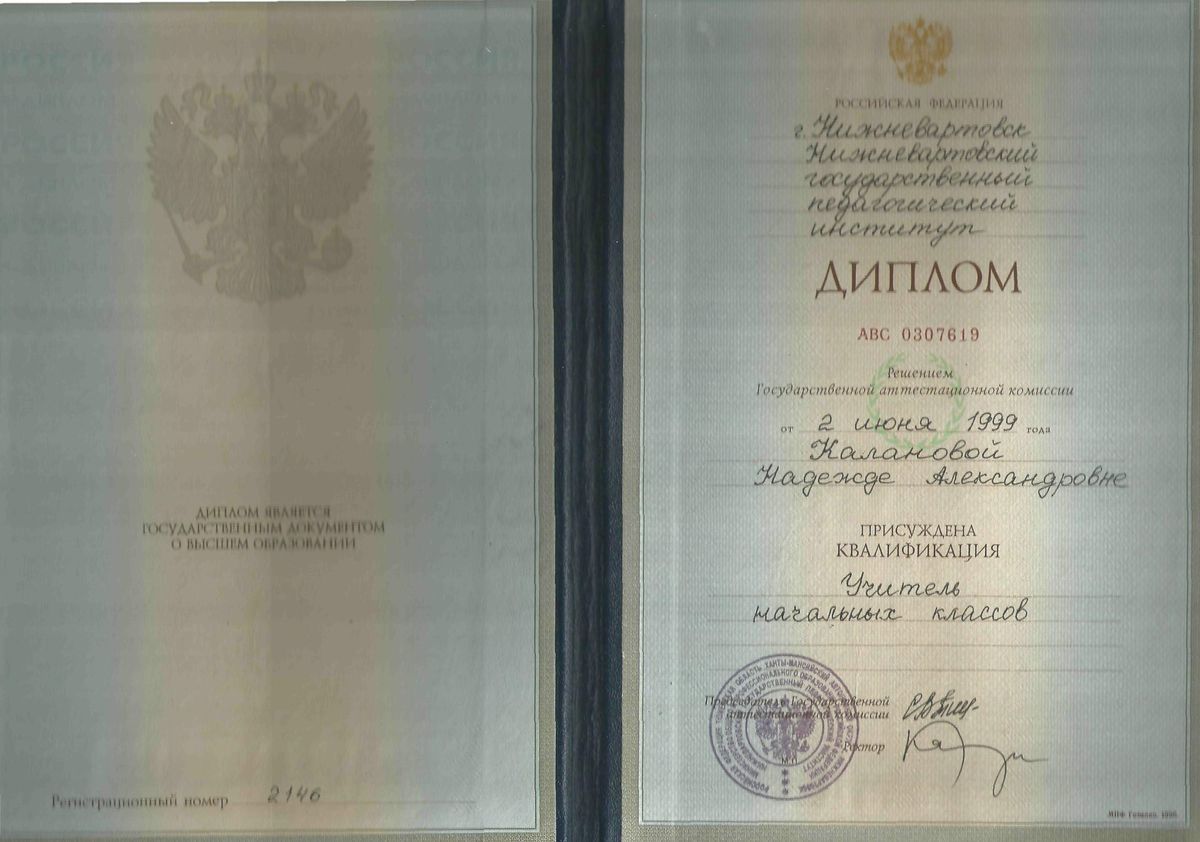 ДИПЛОМ ЯВЛЯЕТСЯ
ГОСУДАРСТВЕННЫМ ДОКУМЕНТОМ
О ВЫСШЕМ ОБРАЗОВАНИИ
Регистрационный номер 2146
РОССИЙСКАЯ ФЕДЕРАЦИЯ
г. Нижневартовск
Нижневартовский
государственный
педагогический
институт
ДИПЛОМ
АВС 0307619
Решением
Государственной аттестационной комиссии
от 2 июня 1999 года
Калановой
Надежде Александровне
ПРИСУЖДЕНА
КВАЛИФИКАЦИЯ
Учитель
начальных классов
Председатель Государственной
аттестационной комиссии
Ректор
М.П.